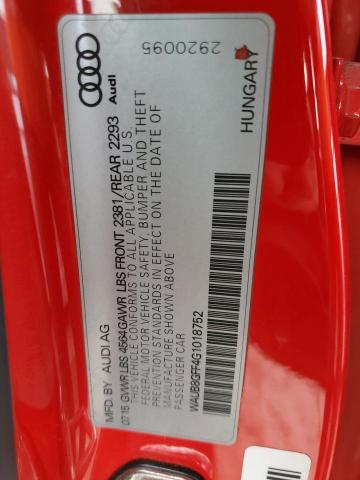 Audi
2920095
HUNGARY
MFD. BY AUDI AG
07 15 GVWR LBS 4564 GAWR LBS FRONT 2381/REAR 2293
THIS VEHICLE CONFORMS TO ALL APPLICABLE U.S.
FEDERAL MOTOR VEHICLE SAFETY, BUMPER AND THEFT
PREVENTION STANDARDS IN EFFECT ON THE DATE OF
MANUFACTURE SHOWN ABOVE
PASSENGER CAR
WAUB8GFF4G1018752